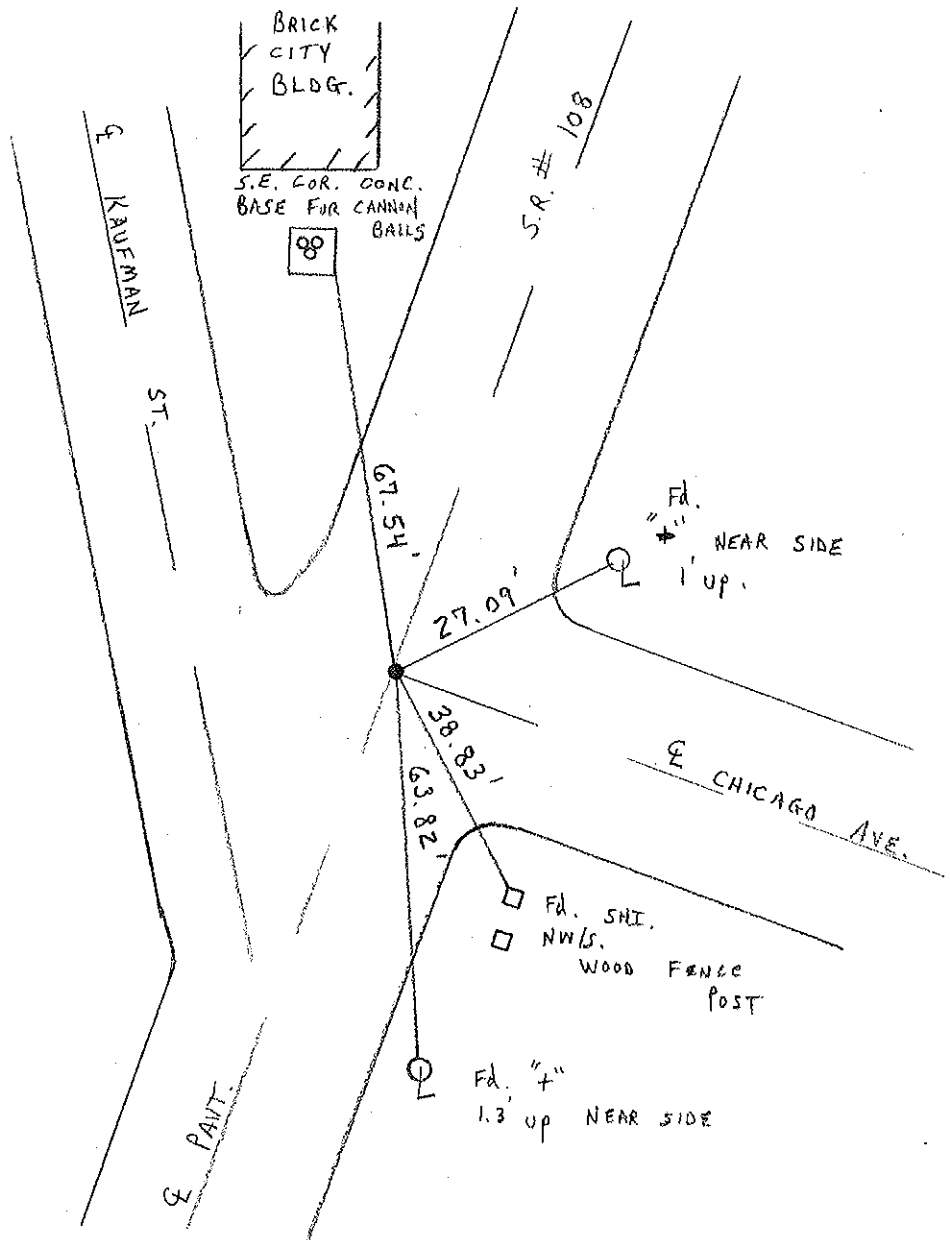 BRICK
CITY
BLDG.
S.E. COR. CONC.
BASE FOR CANNON
BALLS
℄ KAUFMAN ST.
S.R. # 108
67.54'
Fd.
"+" NEAR SIDE
1' up.
27.09'
38.83'
63.82'
℄ CHICAGO AVE.
Fd. SHI.
NW/S.
WOOD FENCE
POST
Fd. "+"
1.3' up NEAR SIDE
℄ PAVT.